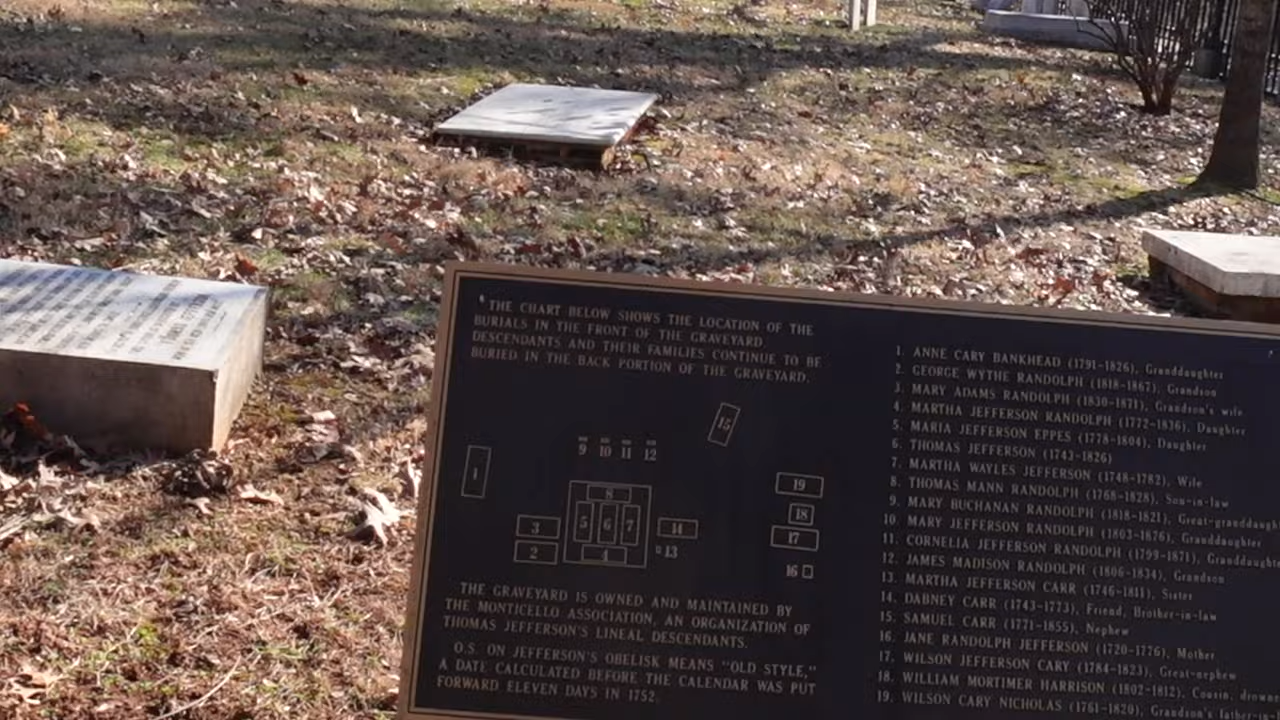 THE CHART BELOW SHOWS THE LOCATION OF THE
BURIALS IN THE FRONT OF THE GRAVEYARD.
DESCENDANTS AND THEIR FAMILIES CONTINUE TO BE
BURIED IN THE BACK PORTION OF THE GRAVEYARD.
15
9 10 11 12
1
19
8
18
3
5 6 7
14
17
2
4
13
16
THE GRAVEYARD IS OWNED AND MAINTAINED BY
THE MONTICELLO ASSOCIATION, AN ORGANIZATION OF
THOMAS JEFFERSON'S LINEAL DESCENDANTS.
O.S. ON JEFFERSON'S OBELISK MEANS "OLD STYLE,"
A DATE CALCULATED BEFORE THE CALENDAR WAS PUT
FORWARD ELEVEN DAYS IN 1752.
1. ANNE CARY BANKHEAD (1791-1826), Granddaughter
2. GEORGE WYTHE RANDOLPH (1818-1867), Grandson
3. MARY ADAMS RANDOLPH (1830-1871), Grandson's wife
4. MARTHA JEFFERSON RANDOLPH (1772-1836), Daughter
5. MARIA JEFFERSON EPPES (1778-1804), Daughter
6. THOMAS JEFFERSON (1743-1826)
7. MARTHA WAYLES JEFFERSON (1748-1782), Wife
8. THOMAS MANN RANDOLPH (1768-1828), Son-in-law
9. MARY BUCHANAN RANDOLPH (1818-1821), Great-granddaugh
10. MARY JEFFERSON RANDOLPH (1803-1876), Granddaughter
11. CORNELIA JEFFERSON RANDOLPH (1799-1871), Granddaughte
12. JAMES MADISON RANDOLPH (1806-1834), Grandson
13. MARTHA JEFFERSON CARR (1746-1811), Sister
14. DABNEY CARR (1743-1773), Friend, Brother-in-law
15. SAMUEL CARR (1771-1855), Nephew
16. JANE RANDOLPH JEFFERSON (1720-1776), Mother
17. WILSON JEFFERSON CARY (1784-1823), Great-nephew
18. WILLIAM MORTIMER HARRISON (1802-1812), Cousin, drowne
19. WILSON CARY NICHOLAS (1761-1820), Grandson's father-in